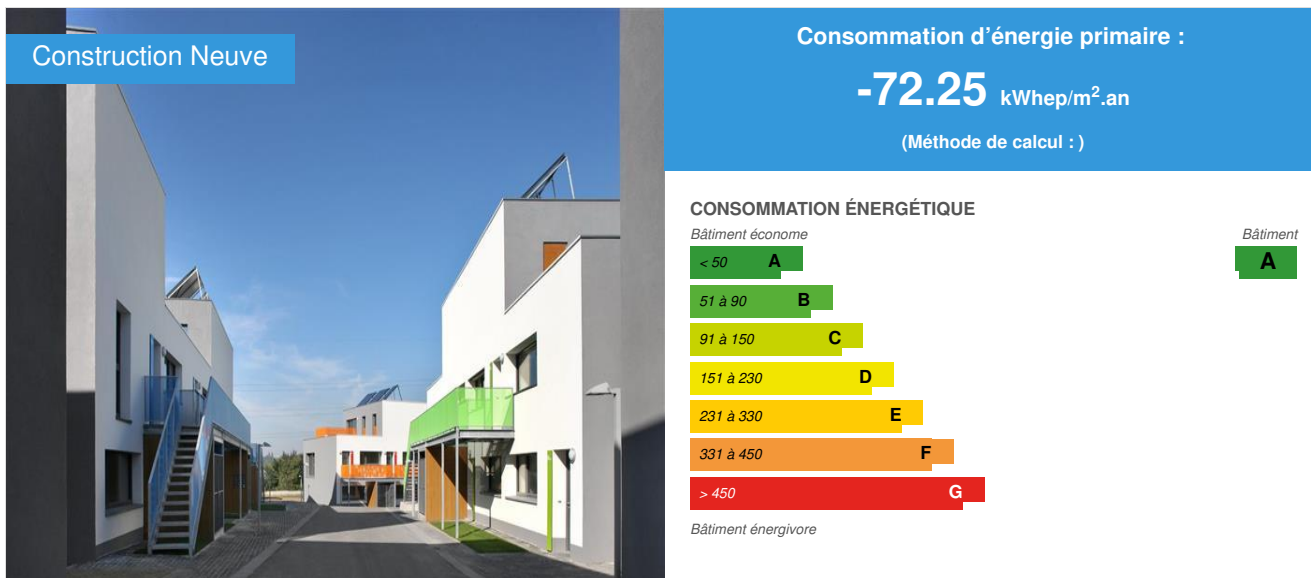 Construction Neuve
Consommation d'énergie primaire :
-72.25 kWhep/m².an
(Méthode de calcul : )
CONSOMMATION ÉNERGÉTIQUE
Bâtiment économe
Bâtiment
< 50 A
A
51 à 90 B
91 à 150 C
151 à 230 D
231 à 330 E
331 à 450 F
> 450 G
Bâtiment énergivore